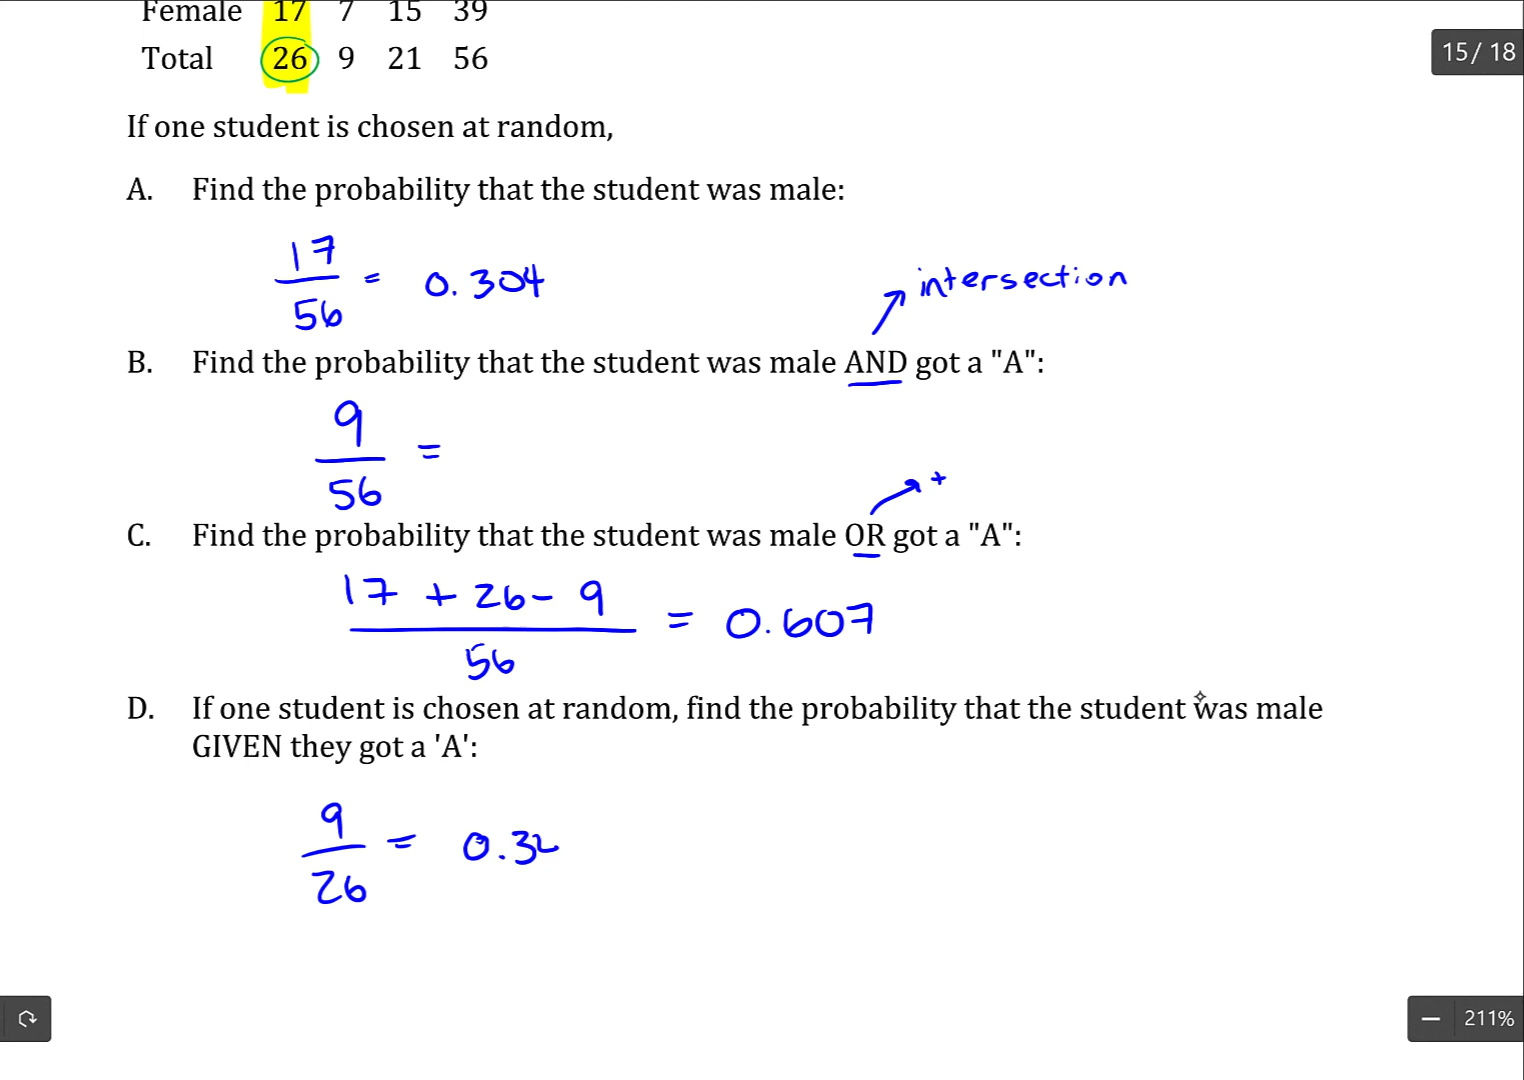 Female 17 7 15 39
15/ 18
Total 26 9 21 56
If one student is chosen at random,
A. Find the probability that the student was male:
17
56
= 0.304
intersection
B. Find the probability that the student was male AND got a "A":
9
56
=
+
C. Find the probability that the student was male OR got a "A":
17 + 26 - 9
56
= 0.607
D. If one student is chosen at random, find the probability that the student was male
GIVEN they got a 'A':
9
26
= 0.3
211%